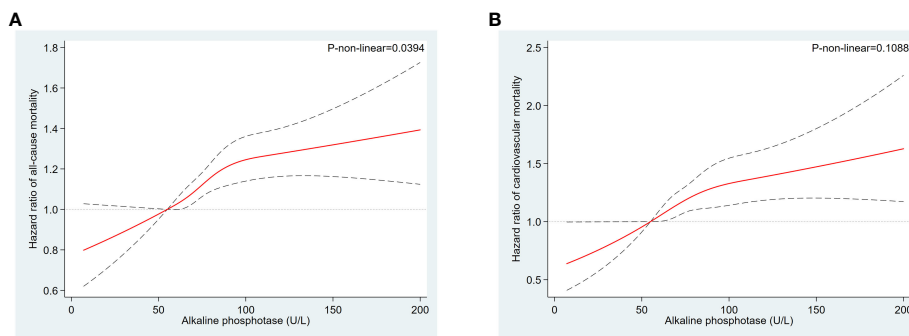 A
P-non-linear=0.0394
Hazard ratio of all-cause mortality
1.8
1.6
1.4
1.2
1.0
0.8
0.6
0
50
100
150
200
Alkaline phosphotase (U/L)
B
P-non-linear=0.1088
Hazard ratio of cardiovascular mortality
2.5
2.0
1.5
1.0
0.5
0
50
100
150
200
Alkaline phosphotase (U/L)